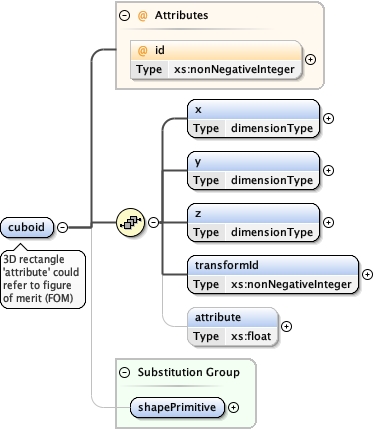 Attributes
@ id
Type xs:nonNegativeInteger
x
Type dimensionType
y
Type dimensionType
z
Type dimensionType
cuboid
3D rectangle
'attribute' could
refer to figure
of merit (FOM)
transformId
Type xs:nonNegativeInteger
attribute
Type xs:float
Substitution Group
shapePrimitive